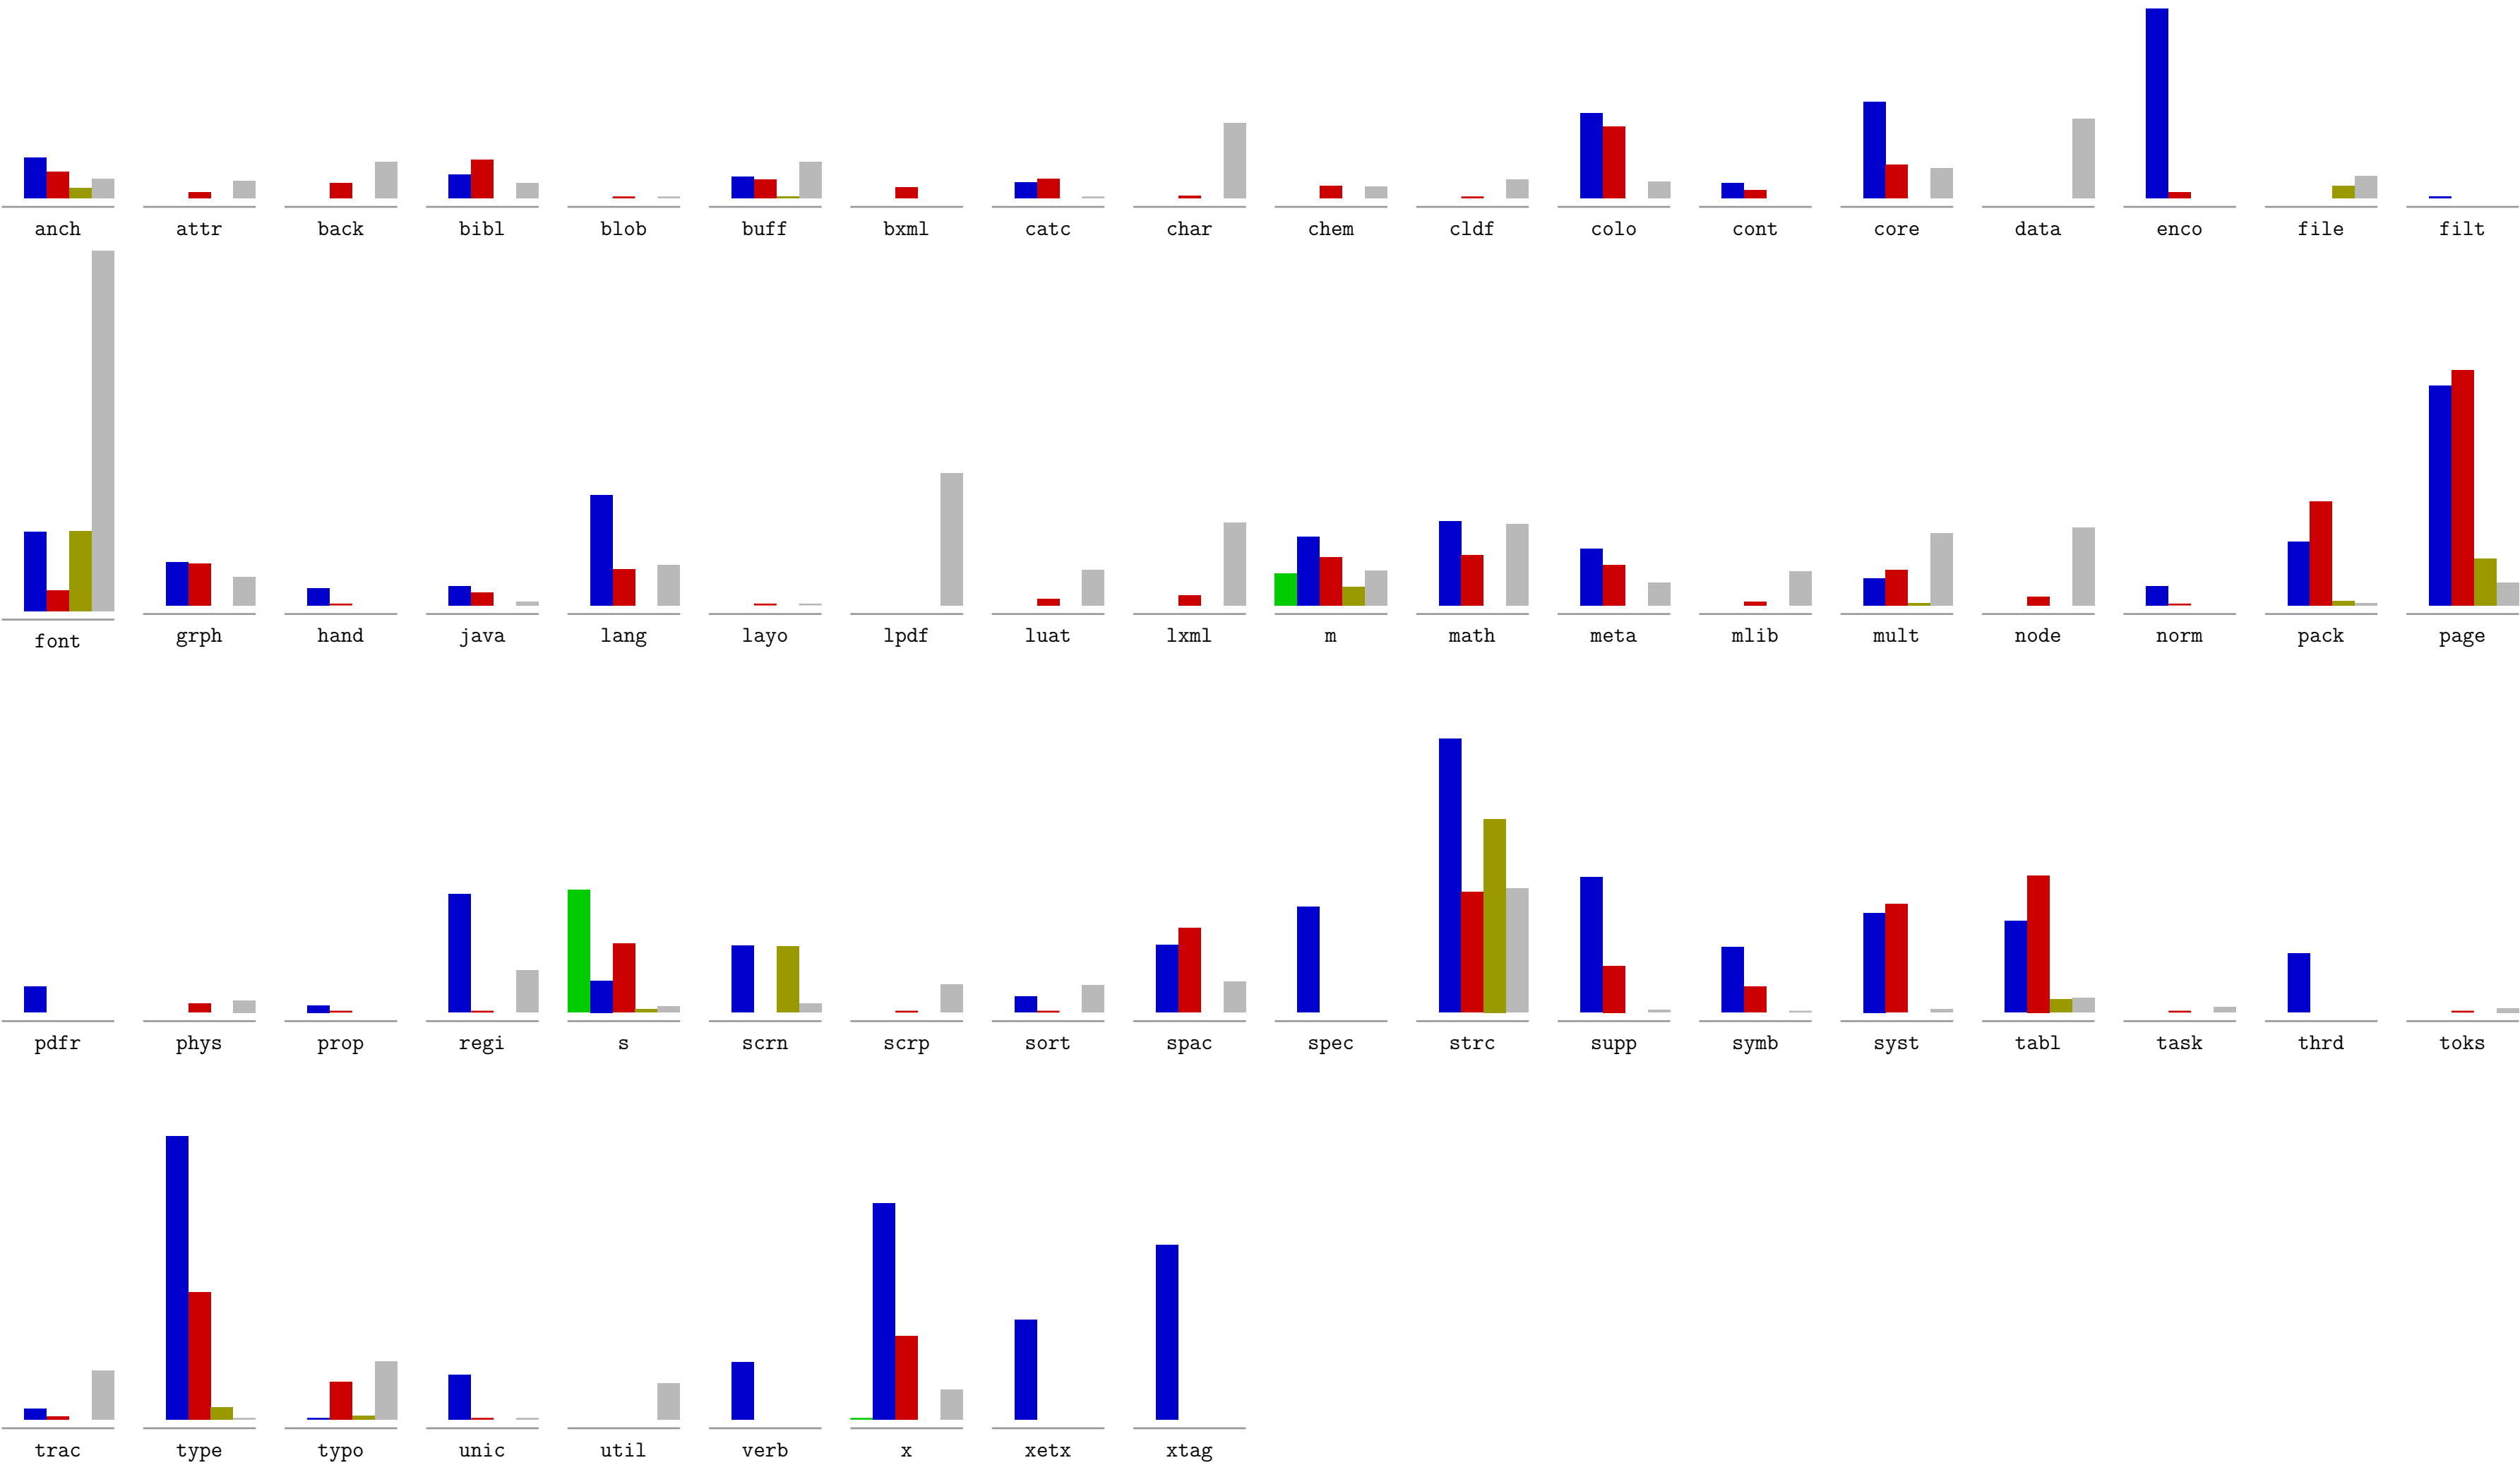 anch attr back bibl blob buff bxml catc char chem cldf colo cont core data enco file filt
font grph hand java lang layo lpdf luat lxml m math meta mlib mult node norm pack page
pdfr phys prop regi s scrn scrp sort spac spec strc supp symb syst tabl task thrd toks
trac type typo unic util verb x xetx xtag